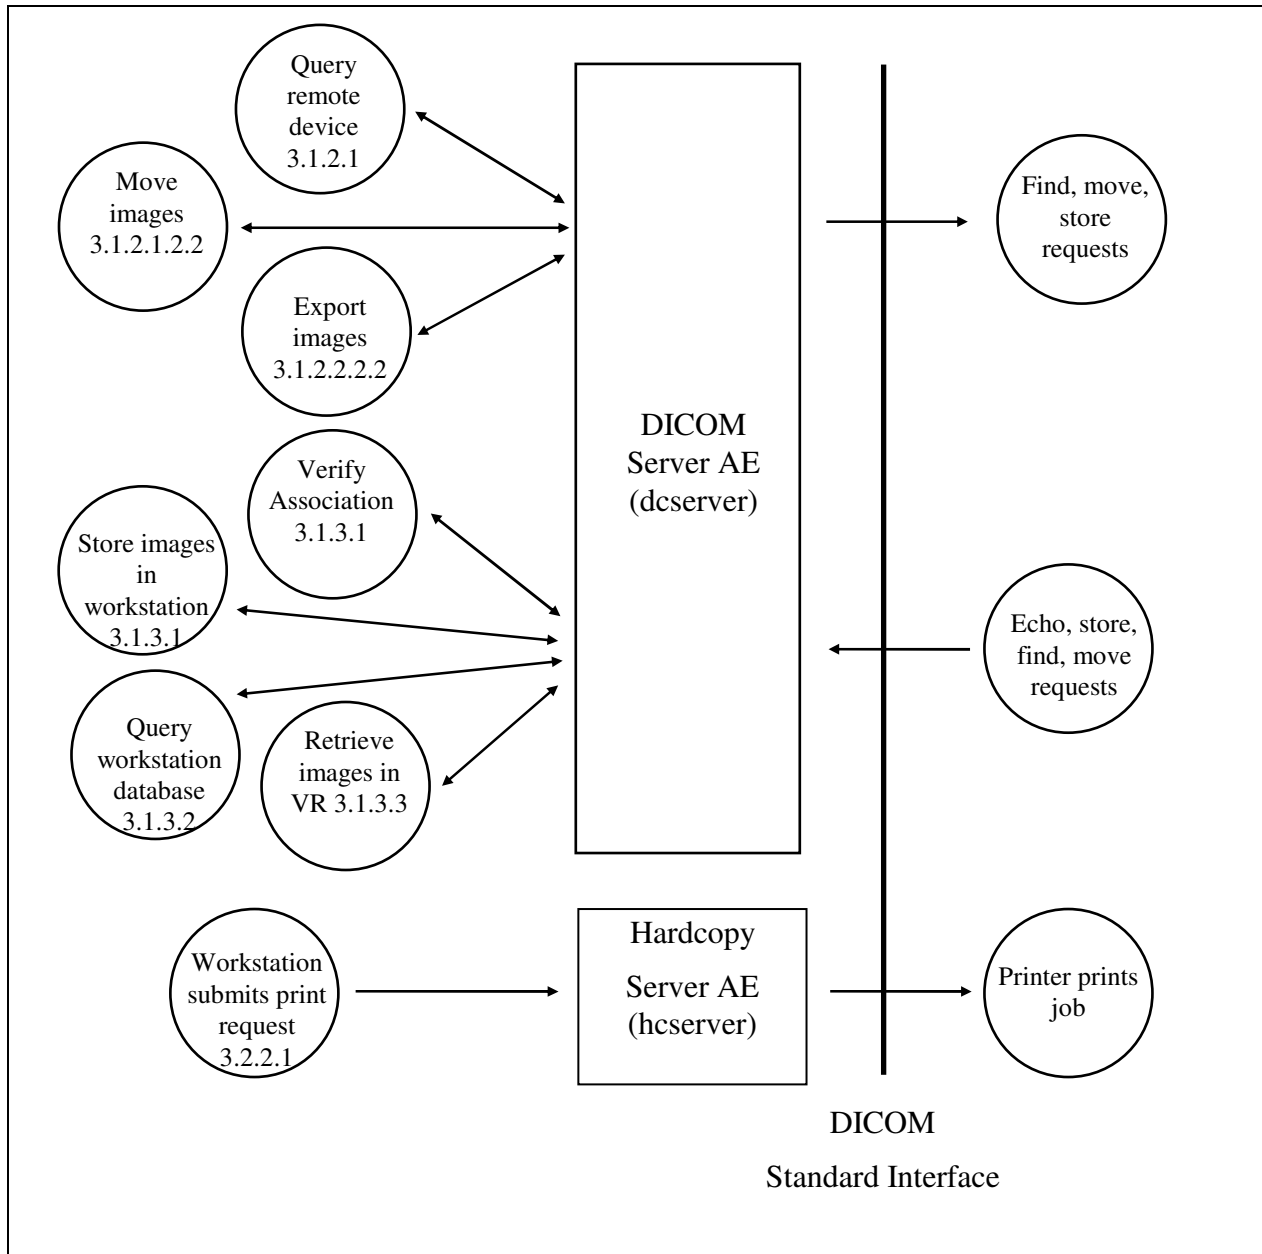 Query
remote
device
3.1.2.1
Move
images
3.1.2.1.2.2
Export
images
3.1.2.2.2.2
Find, move,
store
requests
DICOM
Server AE
(dcserver)
Verify
Association
3.1.3.1
Store images
in
workstation
3.1.3.1
Echo, store,
find, move
requests
Query
workstation
database
3.1.3.2
Retrieve
images in
VR 3.1.3.3
Workstation
submits print
request
3.2.2.1
Hardcopy
Server AE
(hcserver)
Printer prints
job
DICOM
Standard Interface